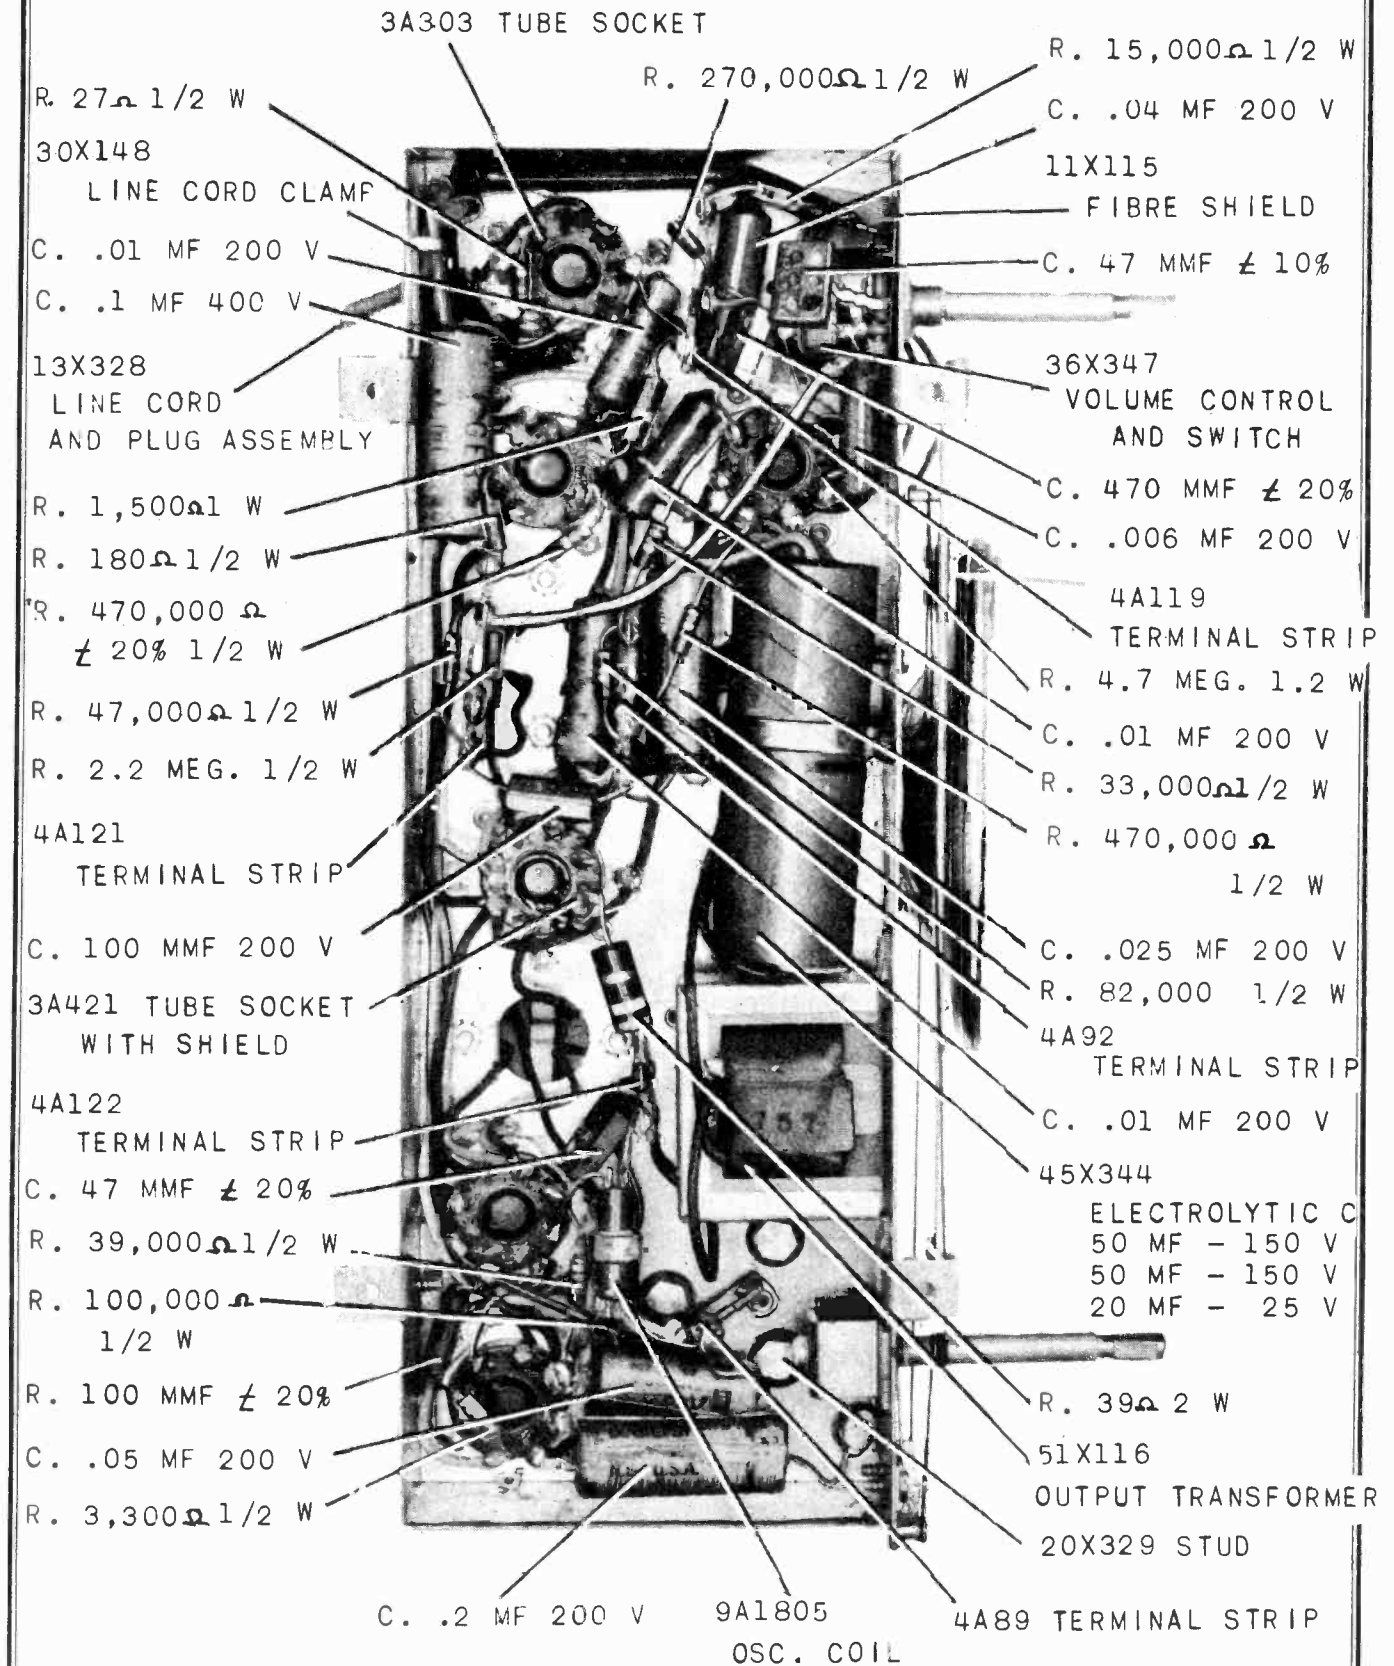 3A303 TUBE SOCKET
R. 27Ω 1/2 W
30X148
LINE CORD CLAMP
C. .01 MF 200 V
C. .1 MF 400 V
13X328
LINE CORD
AND PLUG ASSEMBLY
R. 1,500Ω1 W
R. 180Ω 1/2 W
R. 470,000 Ω
± 20% 1/2 W
R. 47,000Ω 1/2 W
R. 2.2 MEG. 1/2 W
4A121
TERMINAL STRIP
C. 100 MMF 200 V
3A421 TUBE SOCKET
WITH SHIELD
4A122
TERMINAL STRIP
C. 47 MMF ± 20%
R. 39,000Ω 1/2 W
R. 100,000 Ω
1/2 W
R. 100 MMF ± 20%
C. .05 MF 200 V
R. 3,300Ω 1/2 W
R. 270,000Ω 1/2 W
R. 15,000Ω 1/2 W
C. .04 MF 200 V
11X115
FIBRE SHIELD
C. 47 MMF ± 10%
36X347
VOLUME CONTROL
AND SWITCH
C. 470 MMF ± 20%
C. .006 MF 200 V
4A119
TERMINAL STRIP
R. 4.7 MEG. 1.2 W
C. .01 MF 200 V
R. 33,000Ω1/2 W
R. 470,000 Ω
1/2 W
C. .025 MF 200 V
R. 82,000 1/2 W
4A92
TERMINAL STRIP
C. .01 MF 200 V
45X344
ELECTROLYTIC C
50 MF - 150 V
50 MF - 150 V
20 MF - 25 V
R. 39Ω 2 W
51X116
OUTPUT TRANSFORMER
20X329 STUD
757
U.S.A.
C. .2 MF 200 V
9A1805
OSC. COIL
4A89 TERMINAL STRIP